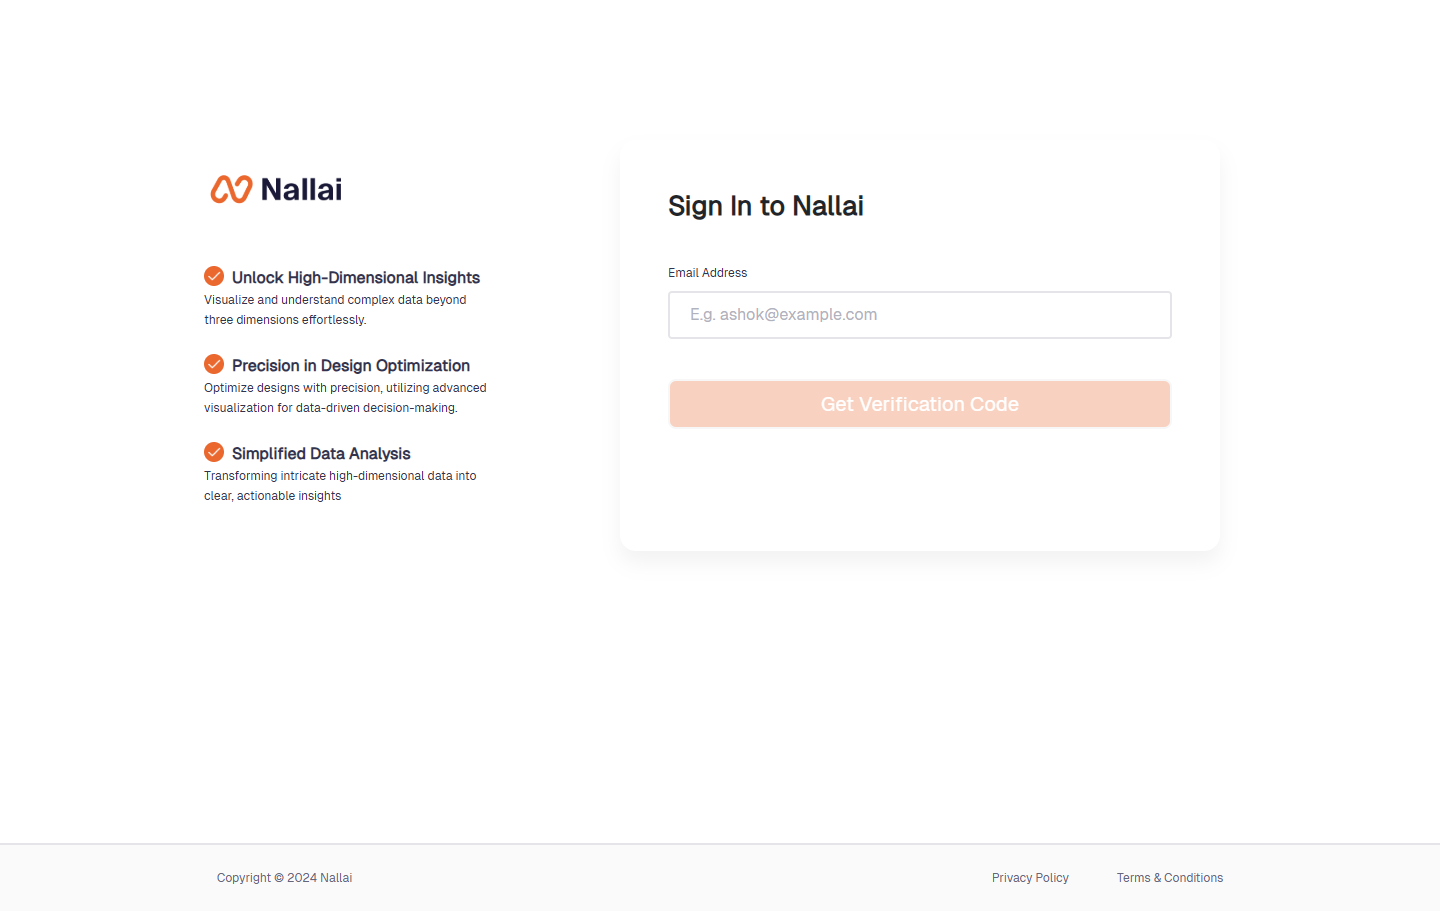 Nallai
Unlock High-Dimensional Insights
Visualize and understand complex data beyond
three dimensions effortlessly.
Precision in Design Optimization
Optimize designs with precision, utilizing advanced
visualization for data-driven decision-making.
Simplified Data Analysis
Transforming intricate high-dimensional data into
clear, actionable insights
Sign In to Nallai
Email Address
E.g. ashok@example.com
Get Verification Code
Copyright © 2024 Nallai
Privacy Policy
Terms & Conditions